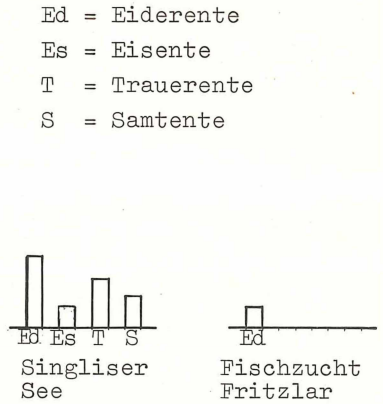 Ed = Eiderente
Es = Eisente
T = Trauerente
S = Samtente
Ed Es T S
Ed
Singliser
See
Fischzucht
Fritzlar